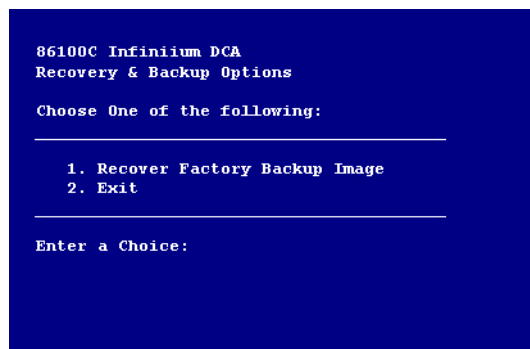 86100C Infiniium DCA
Recovery & Backup Options
Choose One of the following:
1. Recover Factory Backup Image
2. Exit
Enter a Choice: